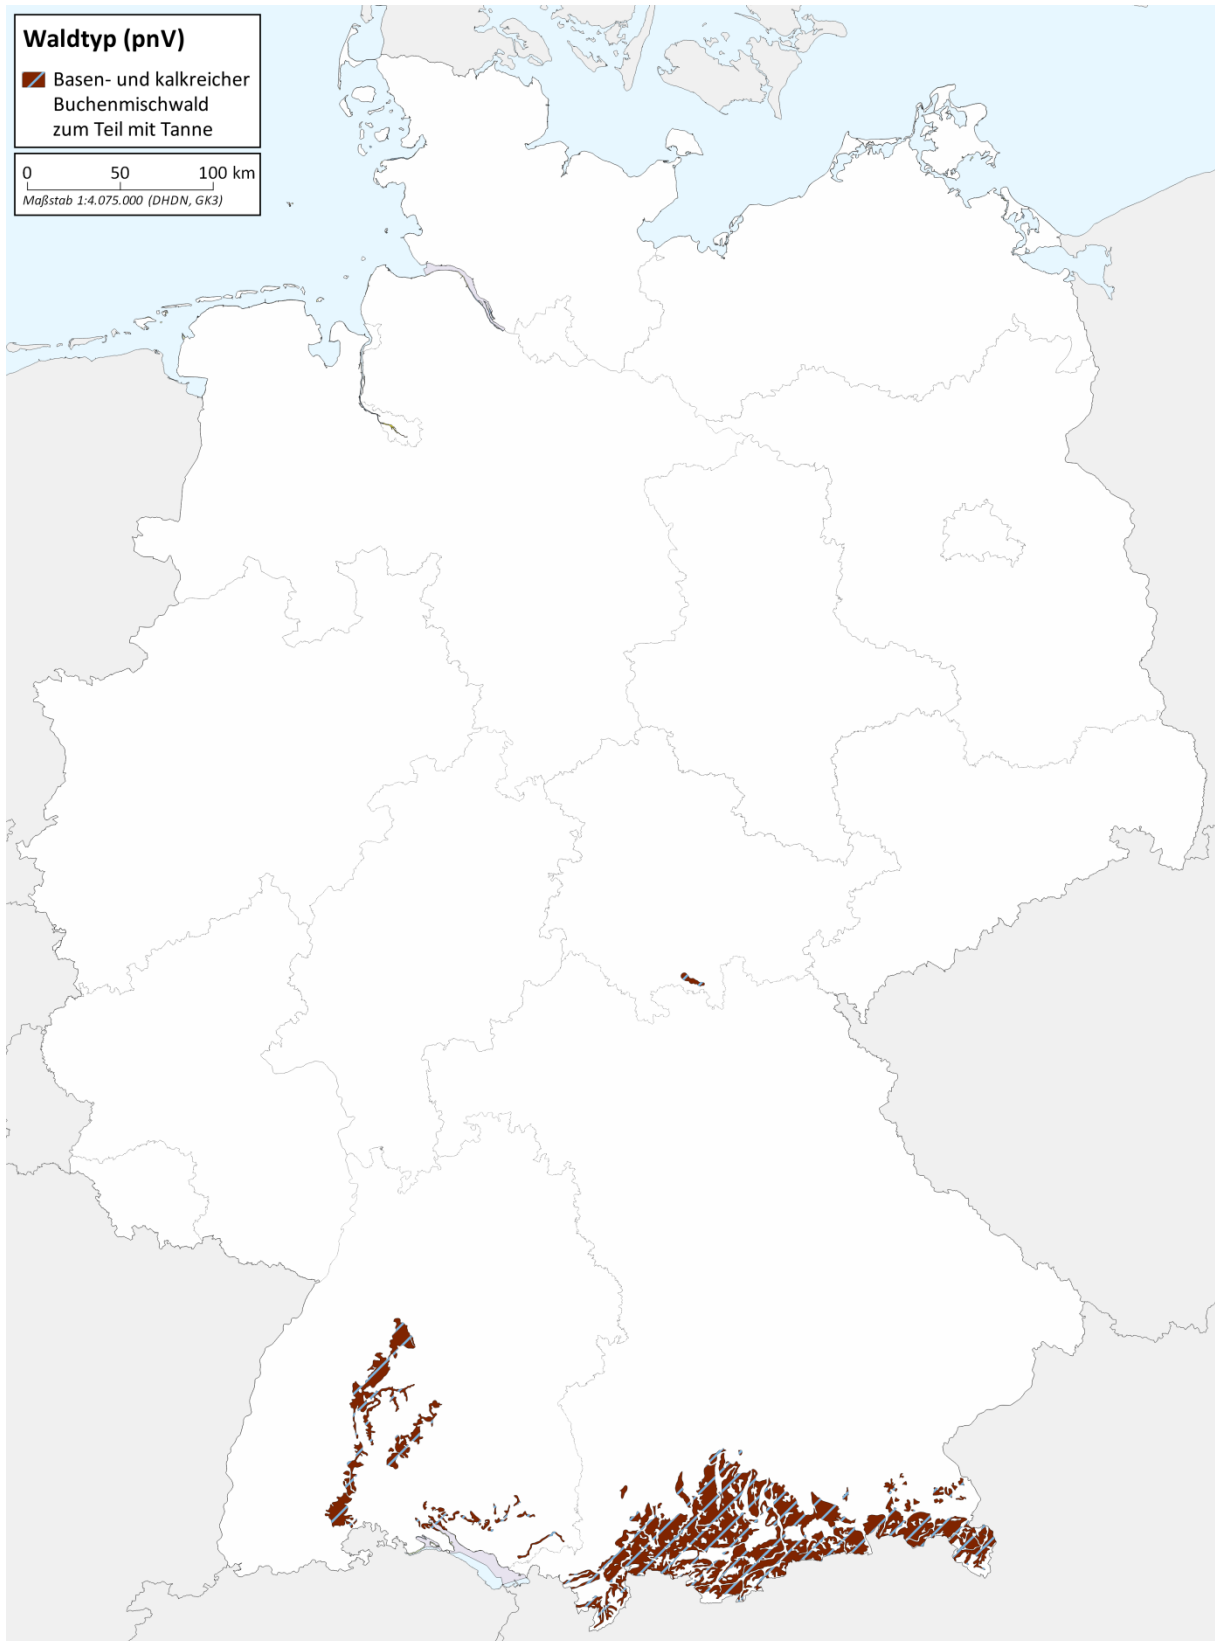 Waldtyp (pnV)
Basen- und kalkreicher
Buchenmischwald
zum Teil mit Tanne
0 50 100 km
Maßstab 1:4.075.000 (DHDN, GK3)